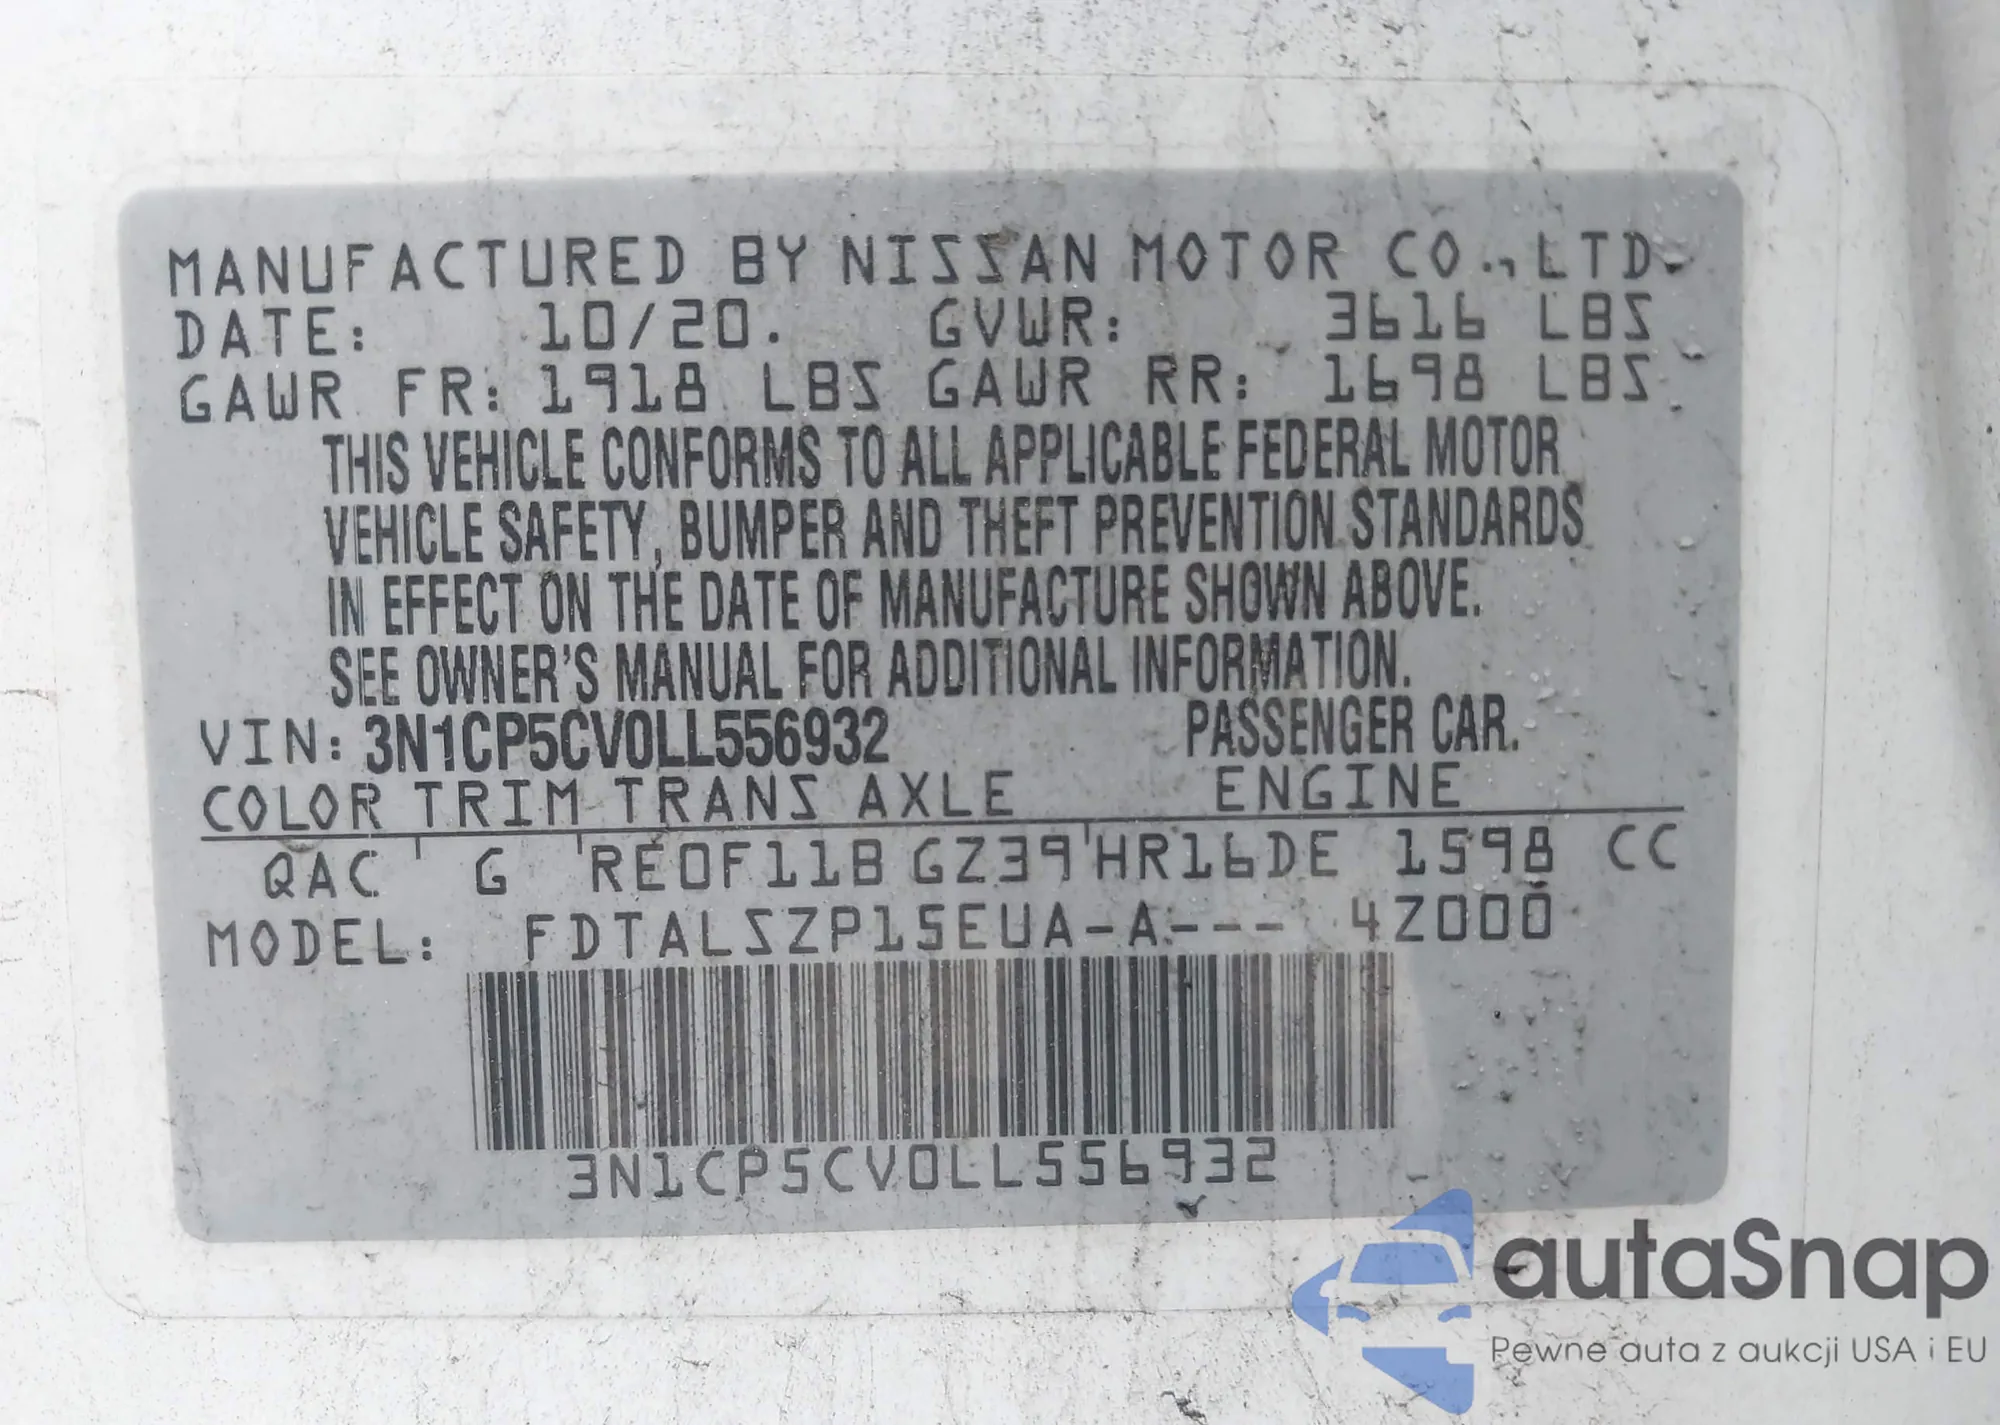 MANUFACTURED BY NISSAN MOTOR CO., LTD.
DATE: 10/20. GVWR: 3616 LBS
GAWR FR: 1918 LBS GAWR RR: 1698 LBS
THIS VEHICLE CONFORMS TO ALL APPLICABLE FEDERAL MOTOR
VEHICLE SAFETY, BUMPER AND THEFT PREVENTION STANDARDS
IN EFFECT ON THE DATE OF MANUFACTURE SHOWN ABOVE.
SEE OWNER'S MANUAL FOR ADDITIONAL INFORMATION.
VIN: 3N1CP5CV0LL556932 PASSENGER CAR.
COLOR TRIM TRANS AXLE ENGINE
QAC ' G 'RE0F11B GZ39'HR16DE 1598 CC
MODEL: FDTALSZP15EUA-A--- 4Z000
3N1CP5CV0LL556932
autaSnap
Pewne auta z aukcji USA i EU